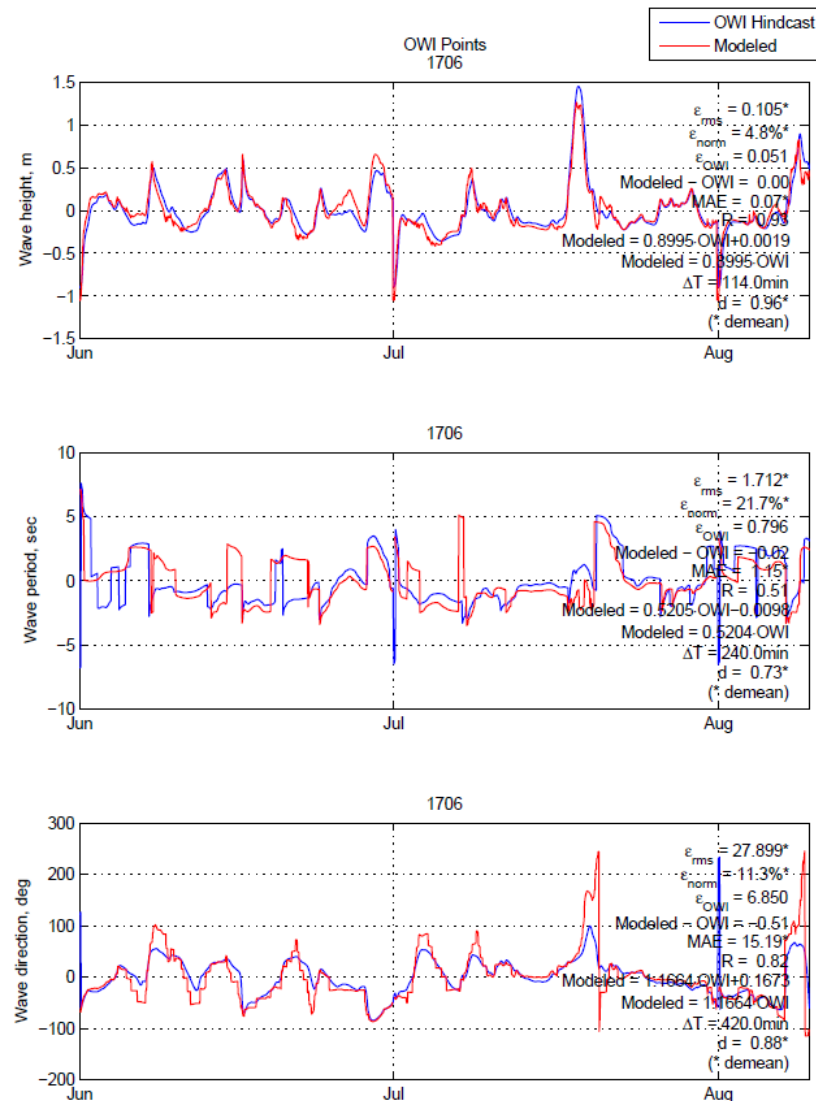 OWI Hindcast
Modeled
OWI Points
1706
Wave height, m
1.5
1
0.5
0
−0.5
−1
−1.5
Jun
Jul
Aug
εrms = 0.105*
εnorm = 4.8%*
εOWI = 0.051
Modeled − OWI = 0.00
MAE = 0.07*
R = 0.93
Modeled = 0.8995·OWI+0.0019
Modeled = 0.8995·OWI
ΔT = 114.0min
d = 0.96*
(* demean)
1706
Wave period, sec
10
5
0
−5
−10
Jun
Jul
Aug
εrms = 1.712*
εnorm = 21.7%*
εOWI = 0.796
Modeled − OWI = −0.02
MAE = 1.15*
R = 0.51
Modeled = 0.5205·OWI−0.0098
Modeled = 0.5204·OWI
ΔT = 240.0min
d = 0.73*
(* demean)
1706
Wave direction, deg
300
200
100
0
−100
−200
Jun
Jul
Aug
εrms = 27.899*
εnorm = 11.3%*
εOWI = 6.850
Modeled − OWI = −0.51
MAE = 15.19*
R = 0.82
Modeled = 1.1664·OWI+0.1673
Modeled = 1.1664·OWI
ΔT = 420.0min
d = 0.88*
(* demean)